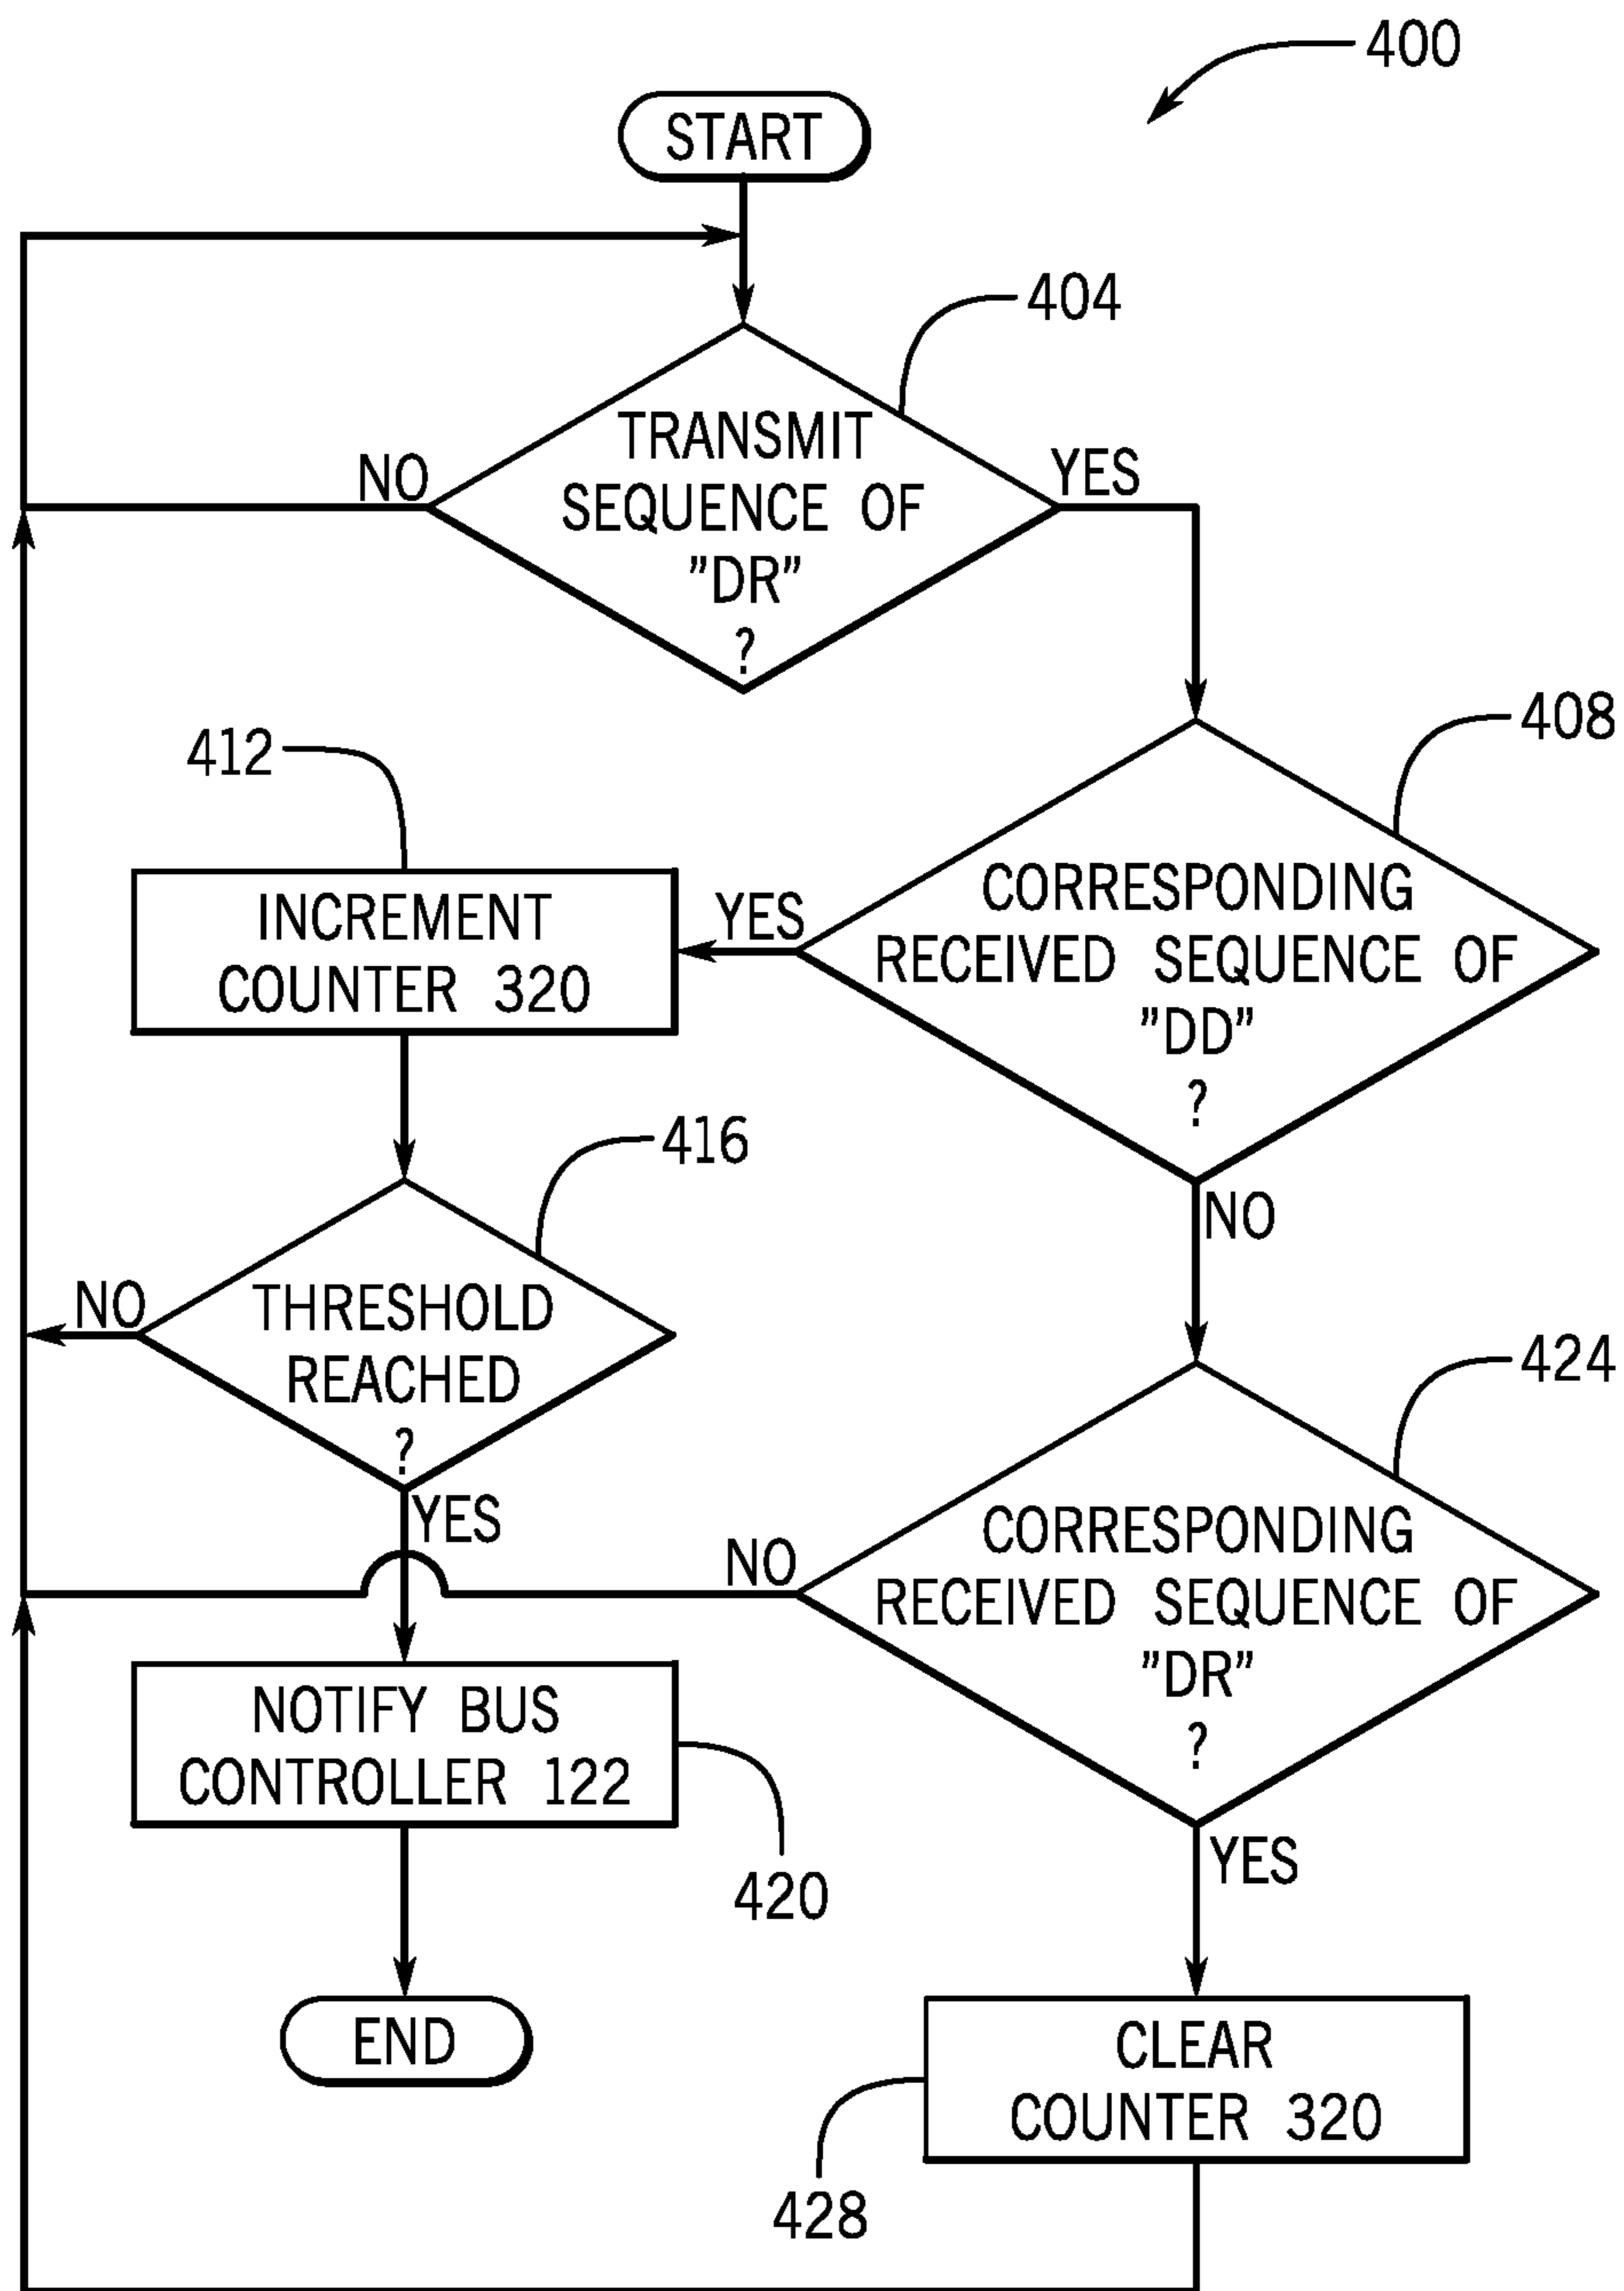 400
START
404
TRANSMIT
SEQUENCE OF
"DR"
?
NO
YES
408
412
INCREMENT
COUNTER 320
YES
CORRESPONDING
RECEIVED SEQUENCE OF
"DD"
?
NO
416
THRESHOLD
REACHED
?
NO
YES
424
CORRESPONDING
RECEIVED SEQUENCE OF
"DR"
?
NO
YES
NOTIFY BUS
CONTROLLER 122
420
END
CLEAR
COUNTER 320
428